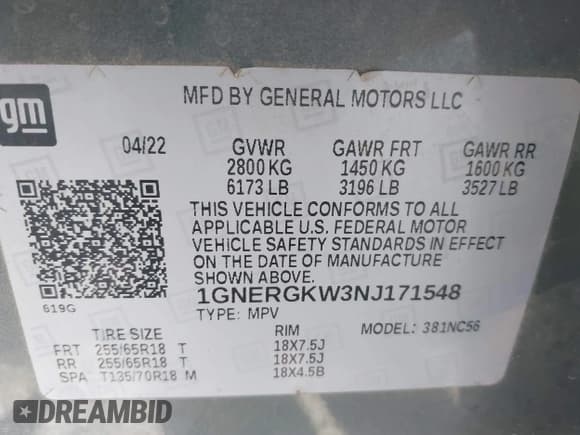 gm
MFD BY GENERAL MOTORS LLC
04/22 GVWR GAWR FRT GAWR RR
2800 KG 1450 KG 1600 KG
6173 LB 3196 LB 3527 LB
THIS VEHICLE CONFORMS TO ALL
APPLICABLE U.S. FEDERAL MOTOR
VEHICLE SAFETY STANDARDS IN EFFECT
ON THE DATE OF MANUFACTURE
SHOWN ABOVE.
619G
1GNERGKW3NJ171548
TYPE: MPV MODEL: 381NC56
TIRE SIZE RIM
FRT 255/65R18 T 18X7.5J
RR 255/65R18 T 18X7.5J
SPA T135/70R18 M 18X4.5B
DREAMBID